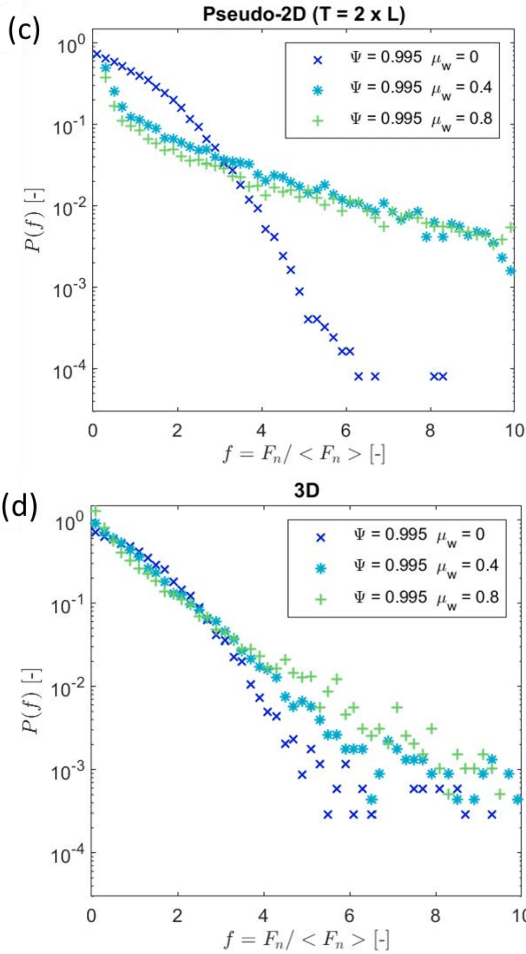 (c)
Pseudo-2D (T = 2 x L)
Ψ = 0.995 μw = 0
Ψ = 0.995 μw = 0.4
Ψ = 0.995 μw = 0.8
10^0
10^-1
10^-2
10^-3
10^-4
P(f) [-]
0 2 4 6 8 10
f = Fn/ < Fn > [-]
(d)
3D
Ψ = 0.995 μw = 0
Ψ = 0.995 μw = 0.4
Ψ = 0.995 μw = 0.8
10^0
10^-1
10^-2
10^-3
10^-4
P(f) [-]
0 2 4 6 8 10
f = Fn/ < Fn > [-]